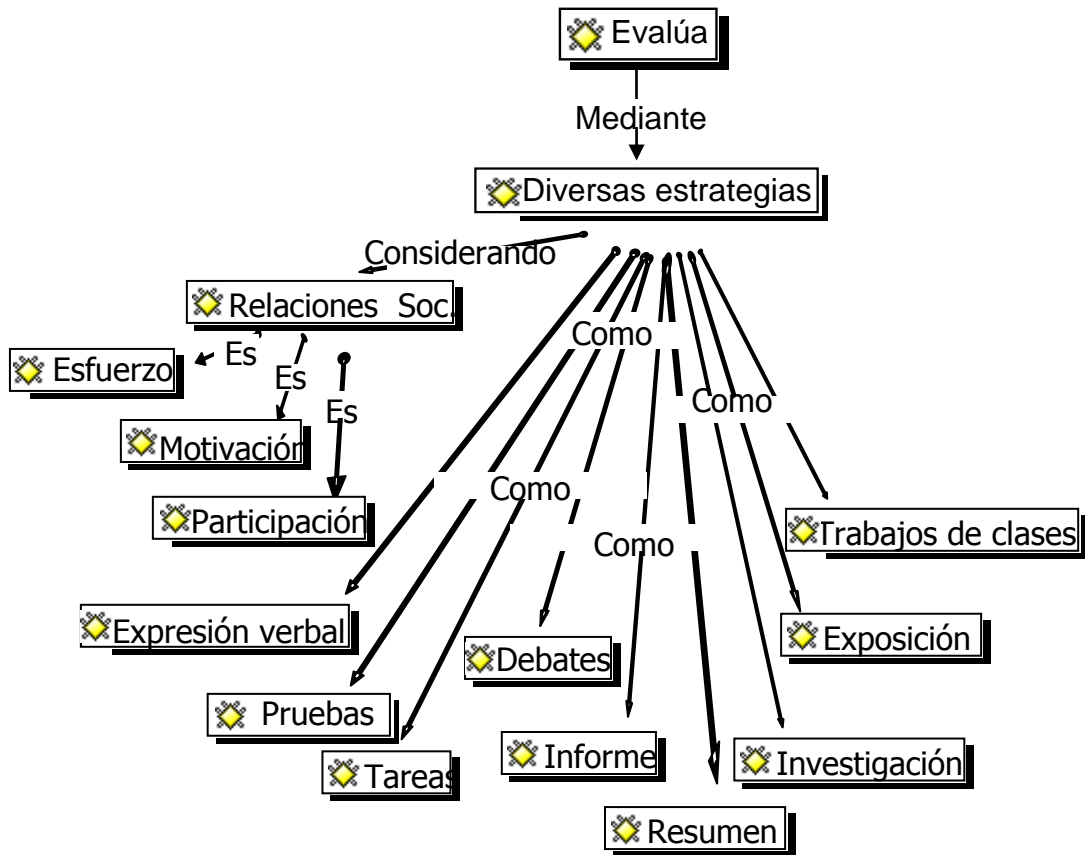 Evalúa
Mediante
Diversas estrategias
Considerando
Relaciones Soc.
Como
Es
Esfuerzo
Es
Como
Es
Motivación
Como
Participación
Trabajos de clases
Como
Expresión verbal
Exposición
Debates
Pruebas
Informe
Investigación
Tareas
Resumen